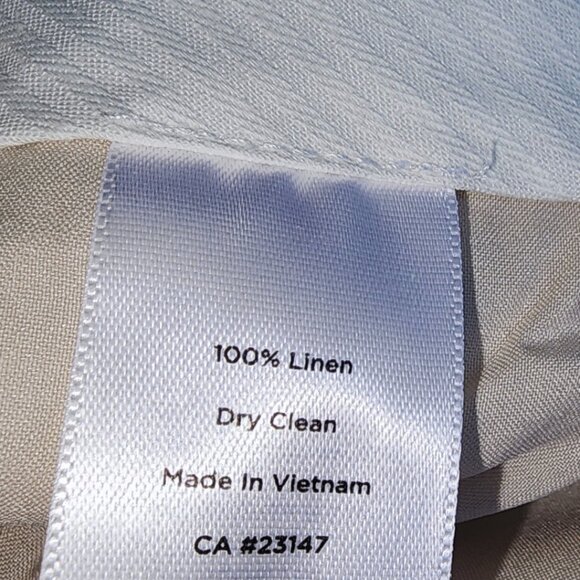 100% Linen
Dry Clean
Made In Vietnam
CA #23147